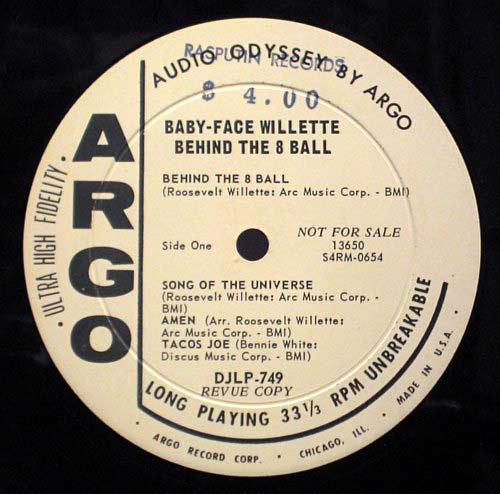 AUDIO ODYSSEY BY ARGO
RASPUTIN RECORDS
$ 4.00
BABY-FACE WILLETTE
BEHIND THE 8 BALL
BEHIND THE 8 BALL
(Roosevelt Willette: Arc Music Corp. - BMI)
ARGO
· ULTRA HIGH FIDELITY ·
Side One
NOT FOR SALE
13650
S4RM-0654
SONG OF THE UNIVERSE
(Roosevelt Willette: Arc Music Corp. -
BMI)
AMEN (Arr. Roosevelt Willette:
Arc Music Corp. - BMI)
TACOS JOE (Bennie White:
Discus Music Corp. - BMI)
DJLP-749
REVUE COPY
LONG PLAYING 33 1/3 RPM UNBREAKABLE
ARGO RECORD CORP. · CHICAGO, ILL. · MADE IN U.S.A. ·